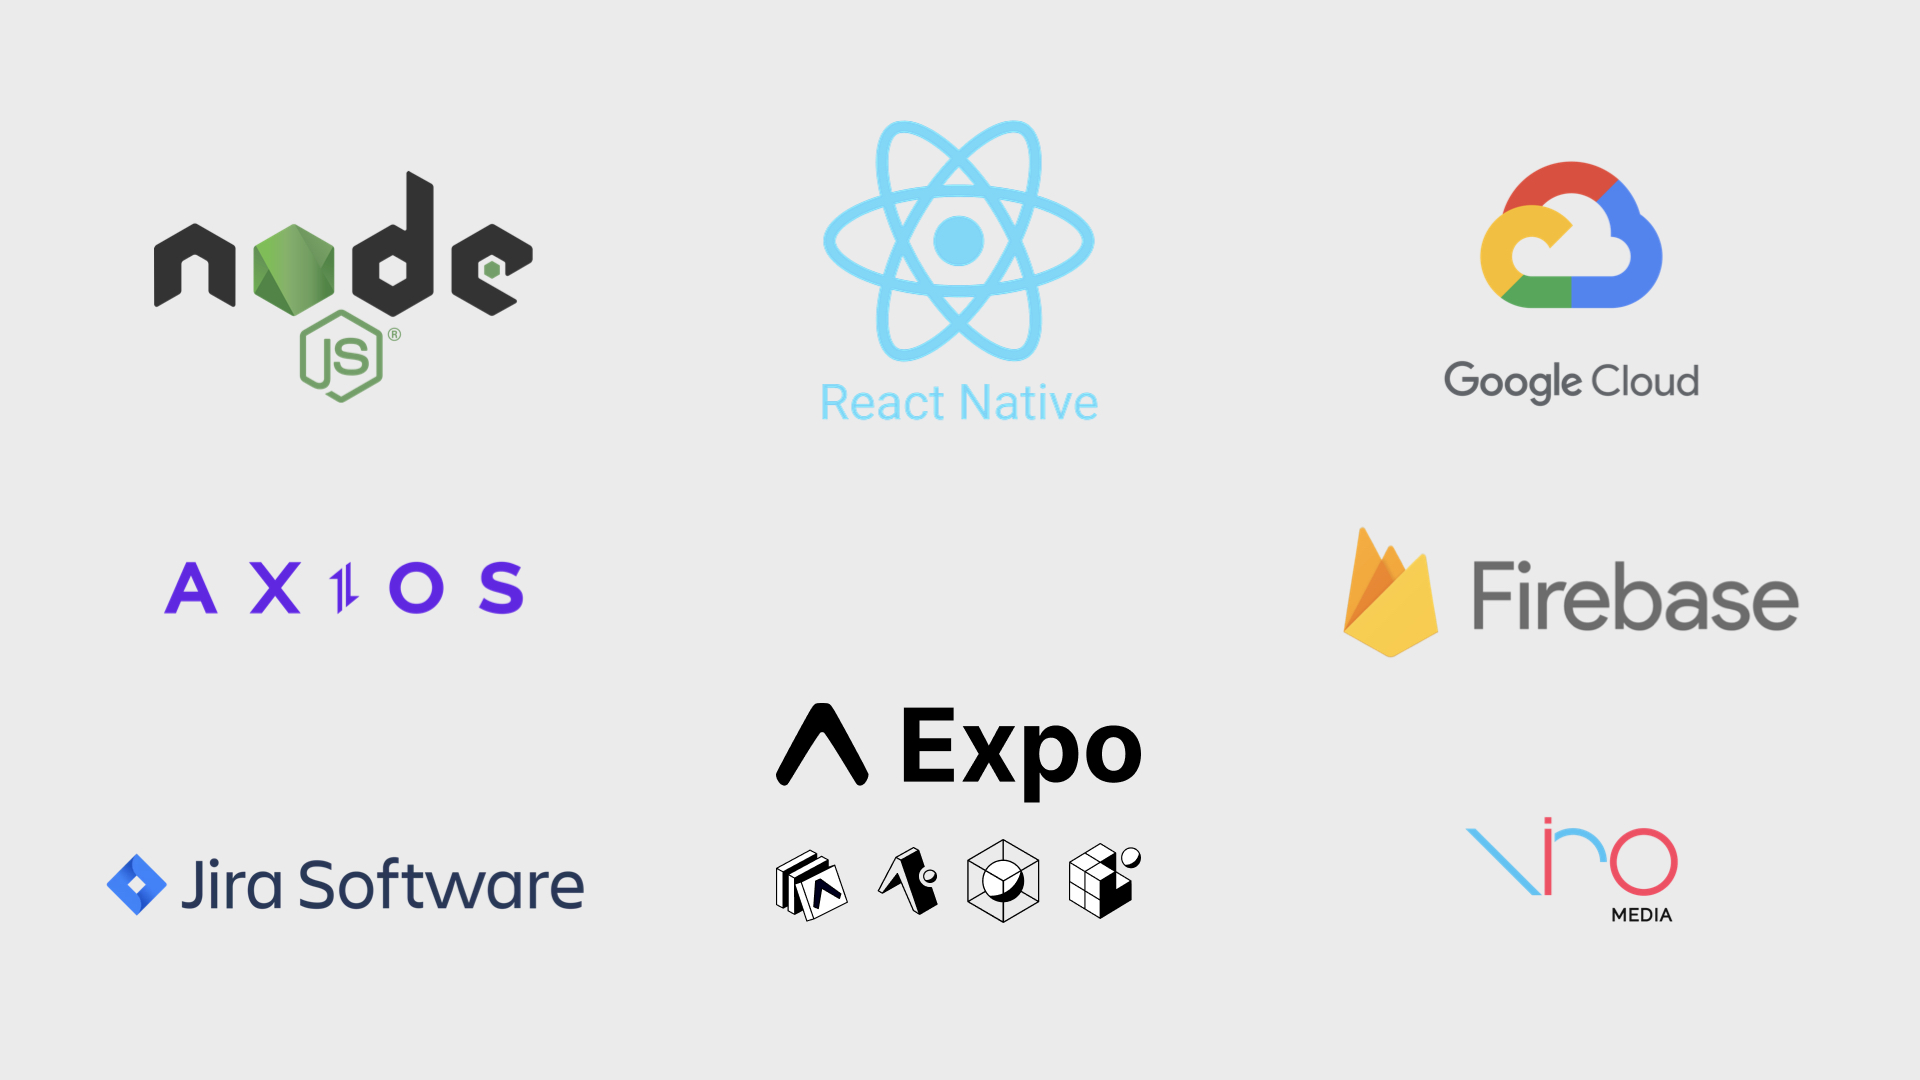 node
JS®
React Native
Google Cloud
AXIOS
Firebase
Expo
Jira Software
viro
MEDIA